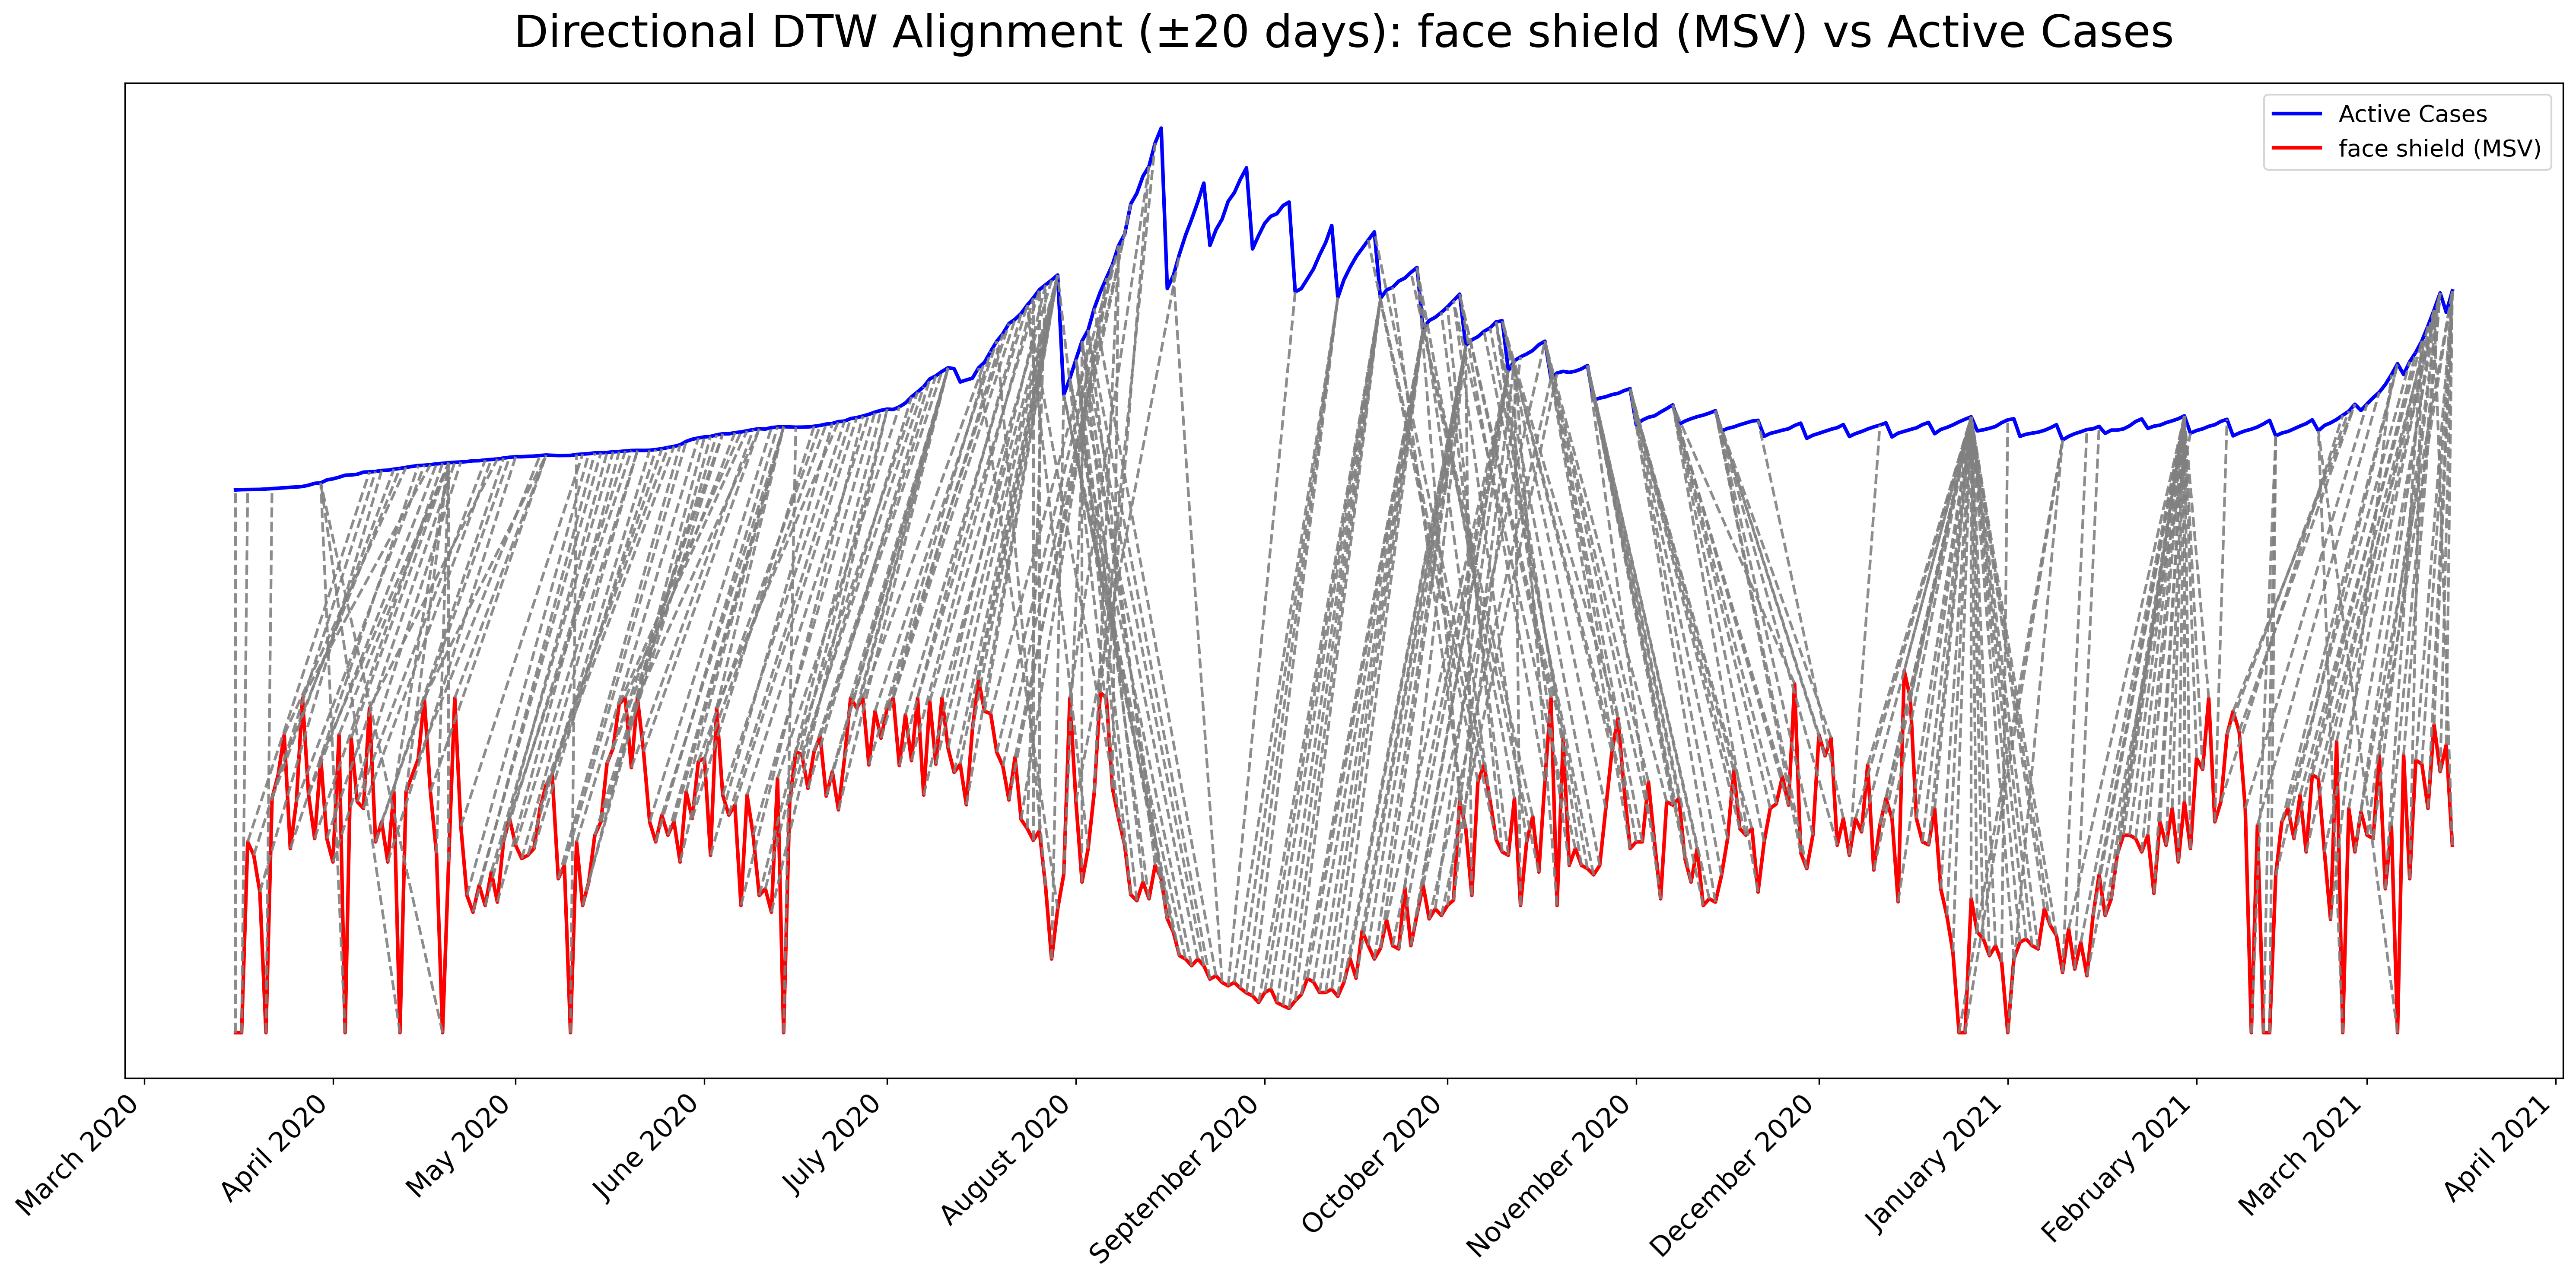 Directional DTW Alignment (±20 days): face shield (MSV) vs Active Cases
Active Cases
face shield (MSV)
March 2020
April 2020
May 2020
June 2020
July 2020
August 2020
September 2020
October 2020
November 2020
December 2020
January 2021
February 2021
March 2021
April 2021